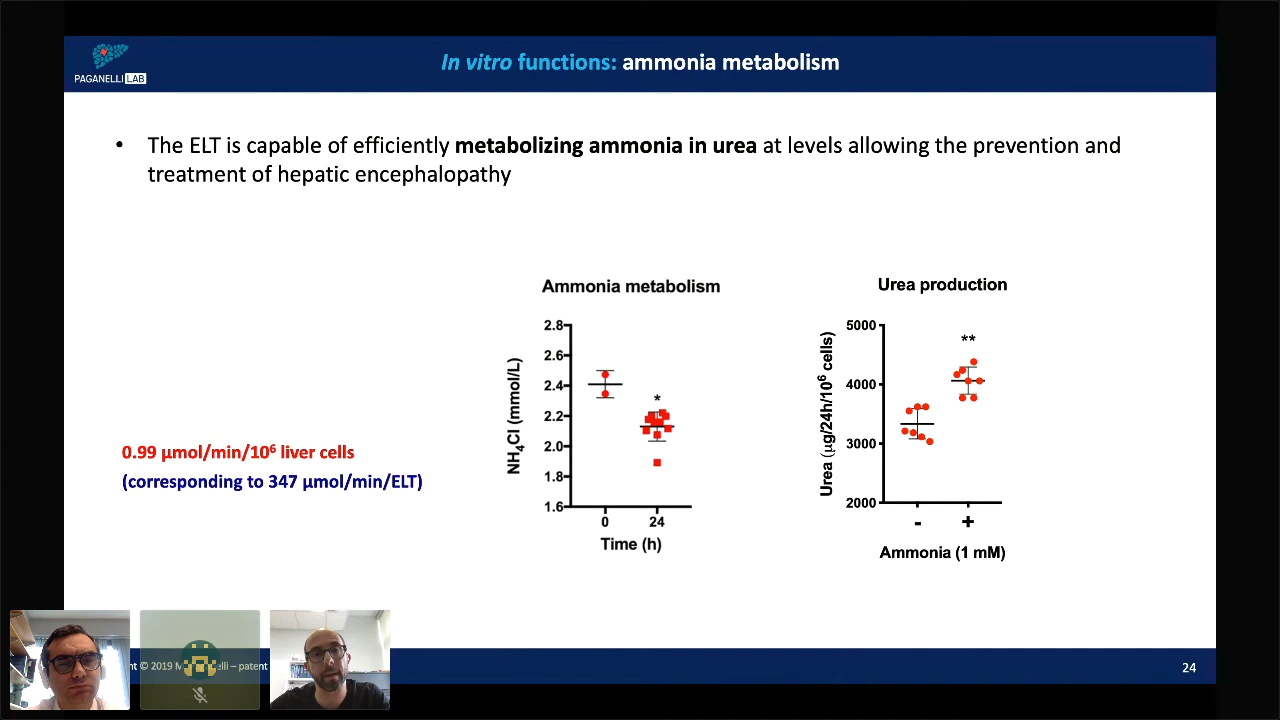 PAGANELLI LAB
In vitro functions: ammonia metabolism
• The ELT is capable of efficiently metabolizing ammonia in urea at levels allowing the prevention and
treatment of hepatic encephalopathy
0.99 µmol/min/10⁶ liver cells
(corresponding to 347 µmol/min/ELT)
Ammonia metabolism
NH₄Cl (mmol/L)
2.8
2.6
2.4
2.2
2.0
1.8
1.6
*
0 24
Time (h)
Urea production
Urea (µg/24h/10⁶ cells)
5000
4000
3000
2000
**
- +
Ammonia (1 mM)
© 2019 – patent
24